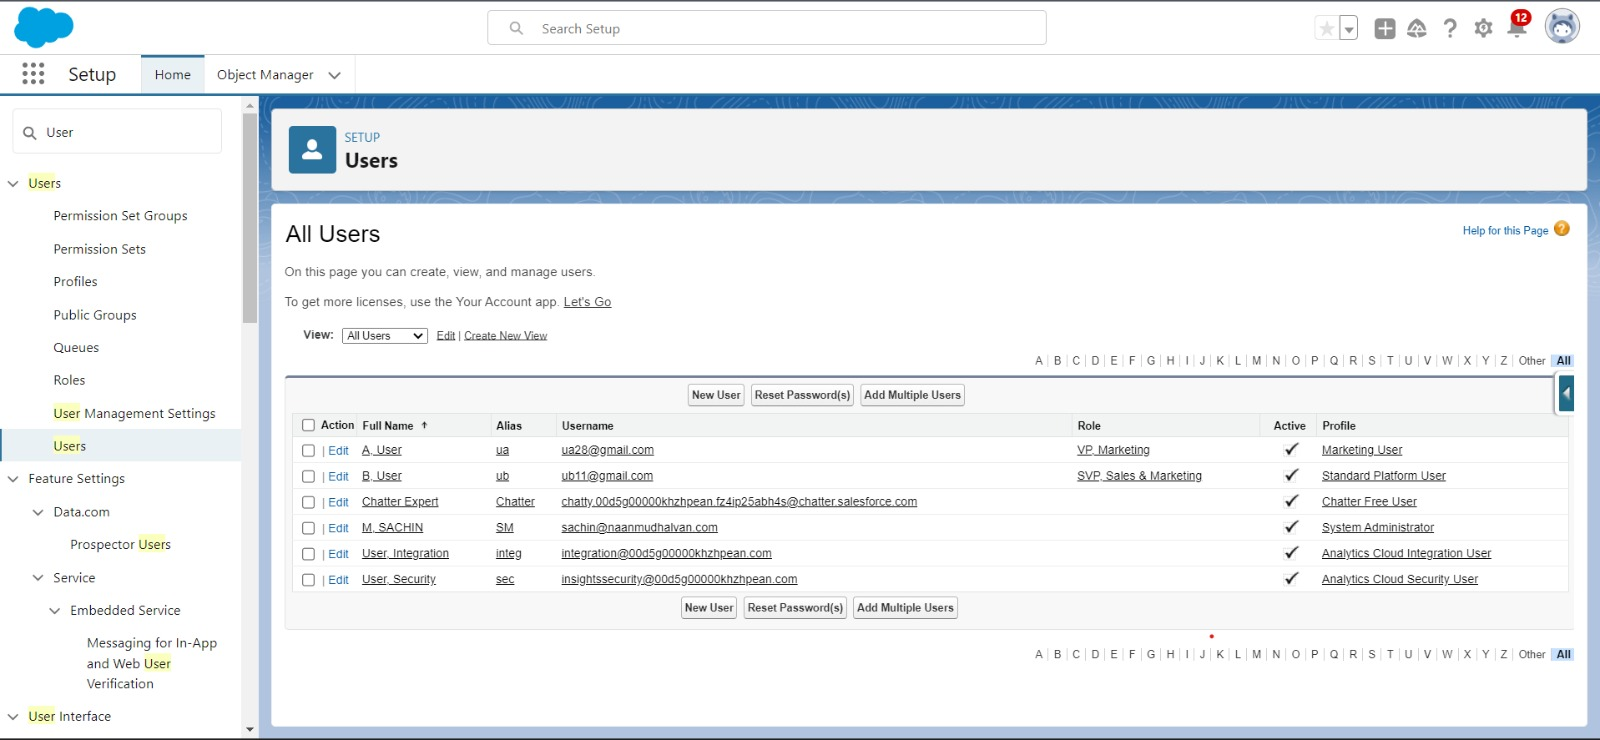 Search Setup
12
Setup
Home
Object Manager
User
Users
Permission Set Groups
Permission Sets
Profiles
Public Groups
Queues
Roles
User Management Settings
Users
Feature Settings
Data.com
Prospector Users
Service
Embedded Service
Messaging for In-App
and Web User
Verification
User Interface
SETUP
Users
All Users
Help for this Page ?
On this page you can create, view, and manage users.
To get more licenses, use the Your Account app. Let's Go
View: All Users Edit | Create New View
A | B | C | D | E | F | G | H | I | J | K | L | M | N | O | P | Q | R | S | T | U | V | W | X | Y | Z | Other All
New User Reset Password(s) Add Multiple Users
Action Full Name ↑ Alias Username Role Active Profile
| Edit A, User ua ua28@gmail.com VP, Marketing ✓ Marketing User
| Edit B, User ub ub11@gmail.com SVP, Sales & Marketing ✓ Standard Platform User
| Edit Chatter Expert Chatter chatty.00d5g00000khzhpean.fz4ip25abh4s@chatter.salesforce.com ✓ Chatter Free User
| Edit M, SACHIN SM sachin@naanmudhalvan.com ✓ System Administrator
| Edit User, Integration integ integration@00d5g00000khzhpean.com ✓ Analytics Cloud Integration User
| Edit User, Security sec insightssecurity@00d5g00000khzhpean.com ✓ Analytics Cloud Security User
New User Reset Password(s) Add Multiple Users
A | B | C | D | E | F | G | H | I | J | K | L | M | N | O | P | Q | R | S | T | U | V | W | X | Y | Z | Other All